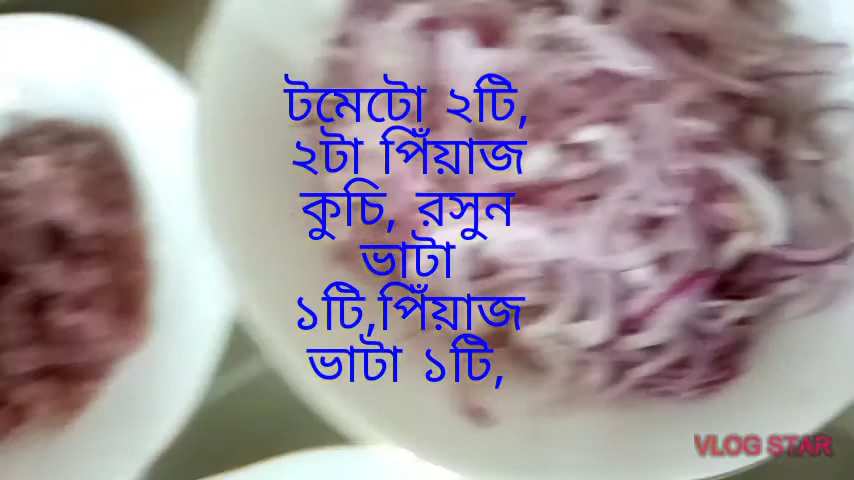 টমেটো ২টি,
২টা পিঁয়াজ
কুচি, রসুন
ভাটা
১টি,পিঁয়াজ
ভাটা ১টি,
VLOG STAR